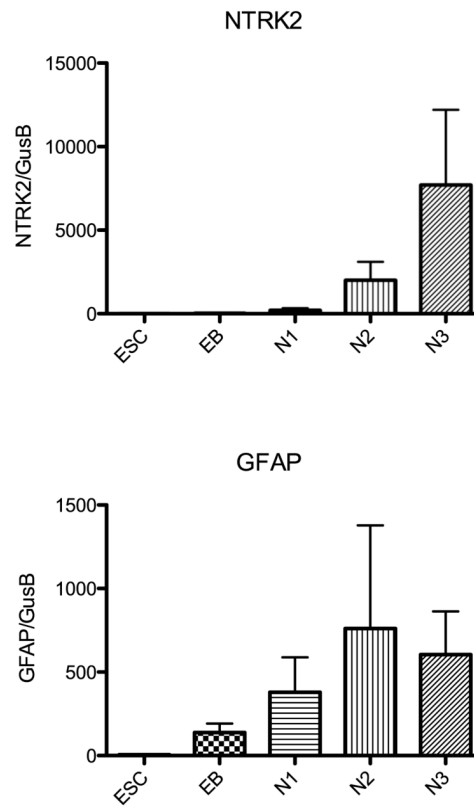 NTRK2
15000
10000
5000
0
NTRK2/GusB
ESC EB N1 N2 N3
GFAP
1500
1000
500
0
GFAP/GusB
ESC EB N1 N2 N3